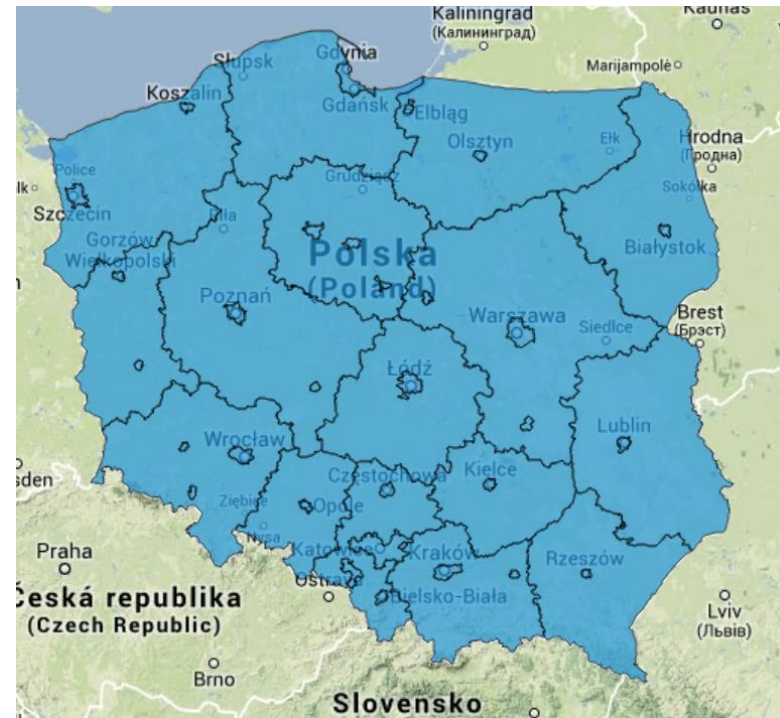 Kaliningrad
(Калининград)
Kaunas
Marijampolė
Gdynia
Słupsk
Koszalin
Gdańsk
Elbląg
Olsztyn
Ełk
Hrodna
(Гродна)
Police
Grudziądz
Sokółka
Szczecin
Piła
Gorzów
Wielkopolski
Białystok
Polska
(Poland)
Poznań
Warszawa
Siedlce
Brest
(Брэст)
Łódź
Wrocław
Lublin
Częstochowa
Kielce
sden
Ziębice
Opole
Nysa
Praha
Katowice
Kraków
Rzeszów
Ostrava
Bielsko-Biała
Česká republika
(Czech Republic)
Lviv
(Львів)
Brno
Slovensko